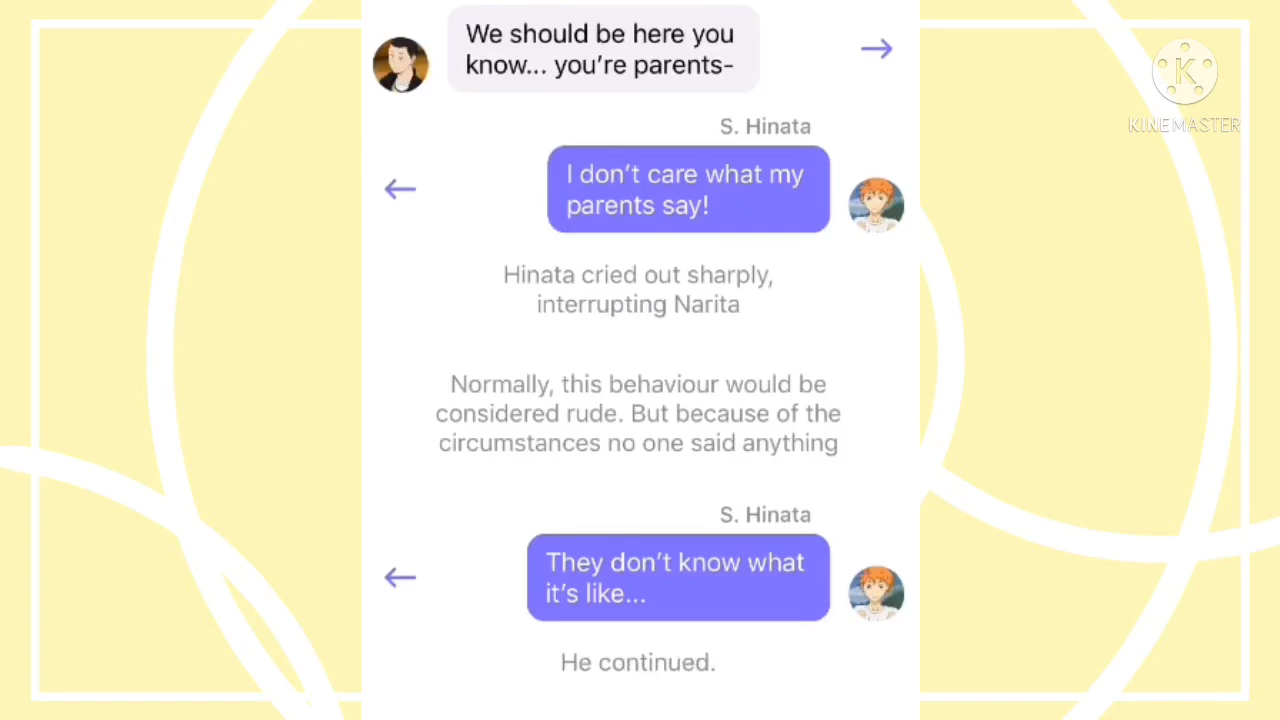 We should be here you
know... you're parents-
K
KINEMASTER
S. Hinata
I don't care what my
parents say!
Hinata cried out sharply,
interrupting Narita
Normally, this behaviour would be
considered rude. But because of the
circumstances no one said anything
S. Hinata
They don't know what
it's like...
He continued.